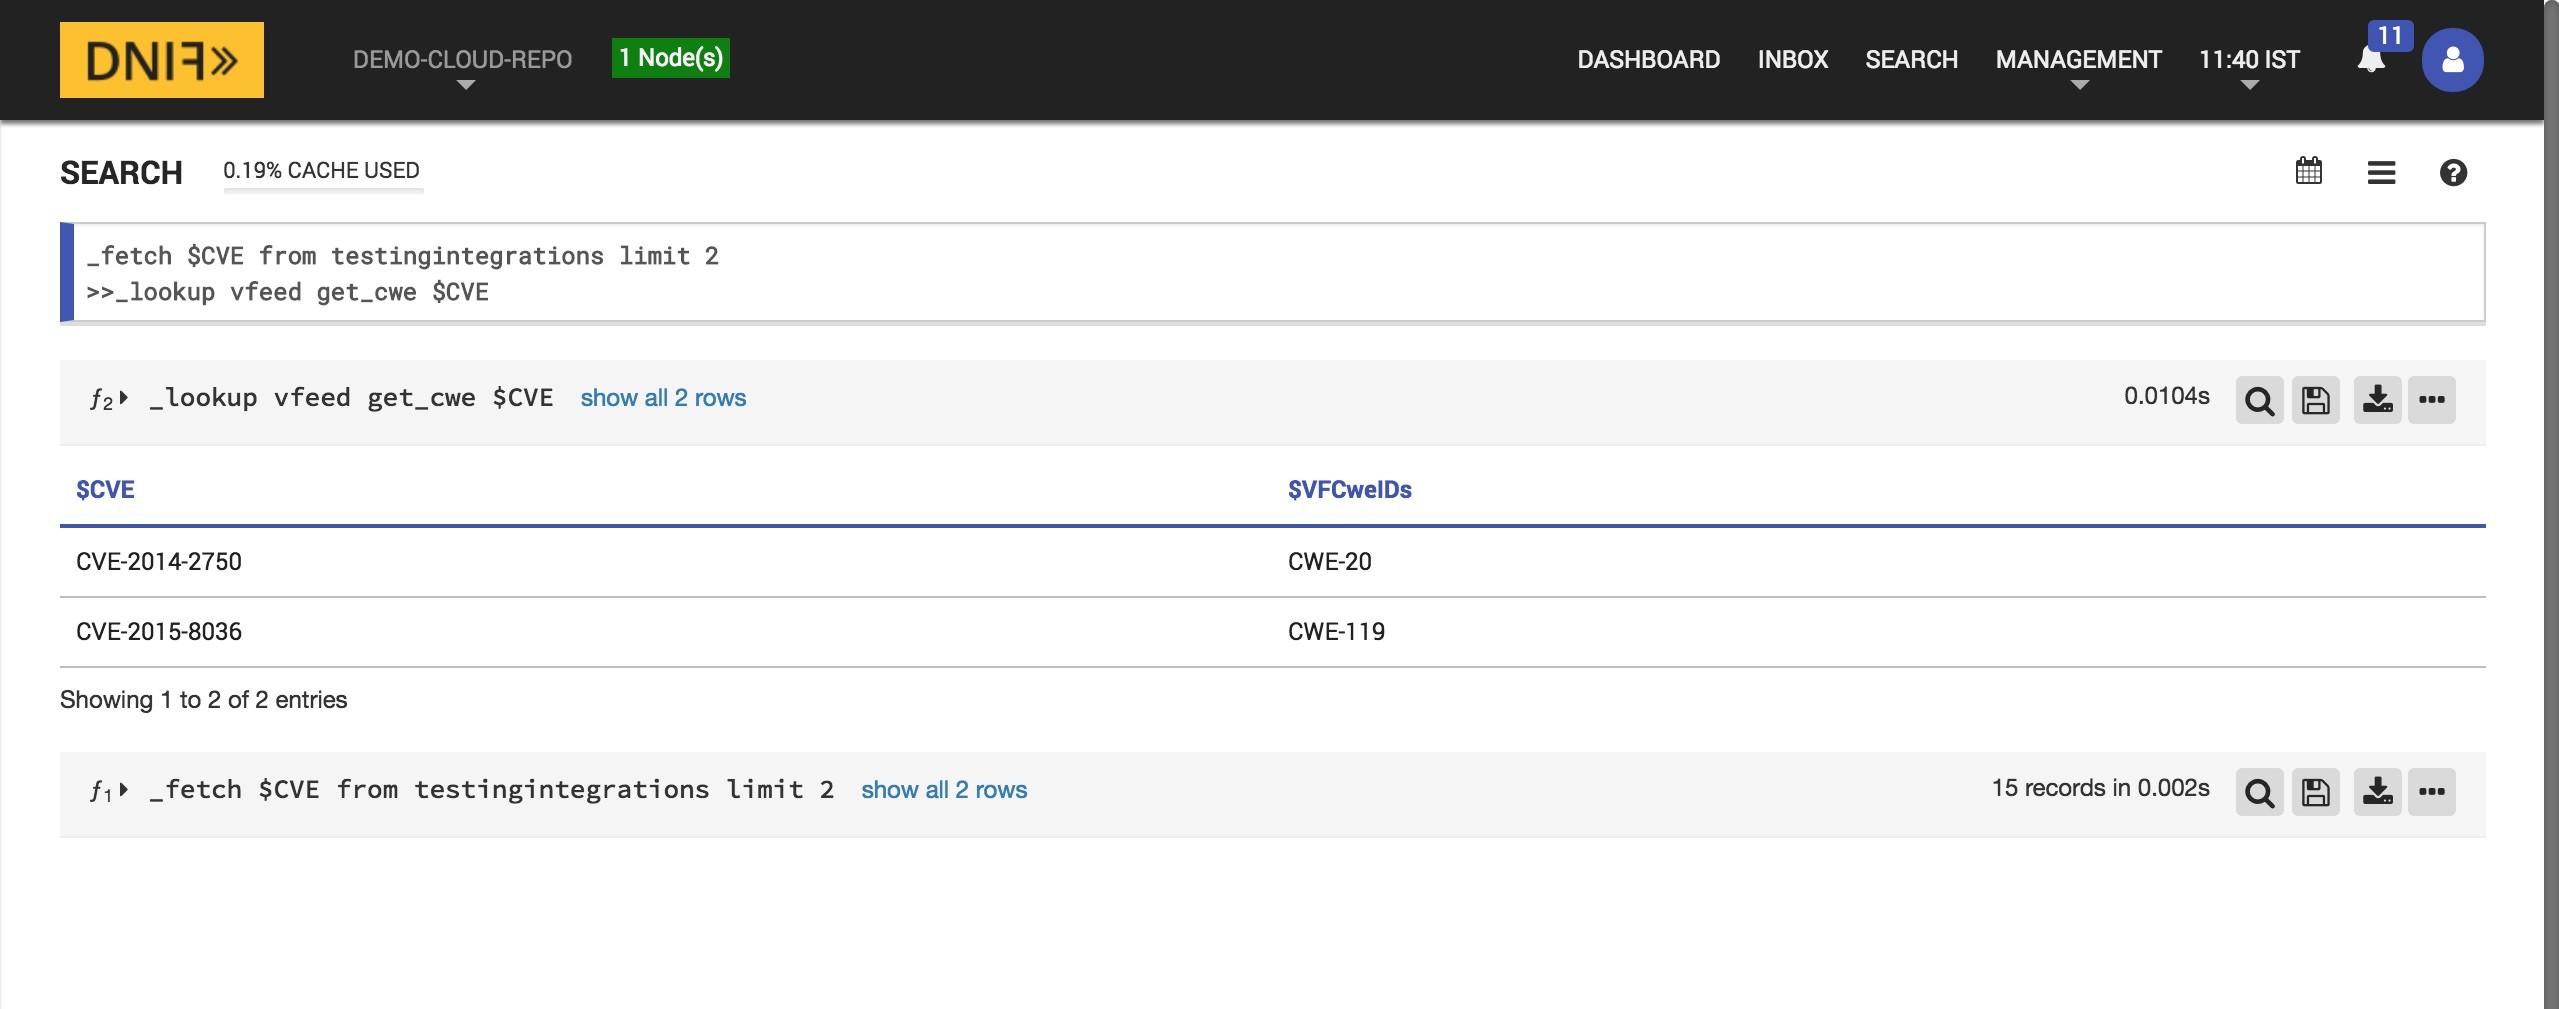 DNIF»
DEMO-CLOUD-REPO
1 Node(s)
DASHBOARD
INBOX
SEARCH
MANAGEMENT
11:40 IST
11
SEARCH
0.19% CACHE USED
_fetch $CVE from testingintegrations limit 2
>>_lookup vfeed get_cwe $CVE
ƒ2 _lookup vfeed get_cwe $CVE show all 2 rows
0.0104s
$CVE $VFCweIDs
CVE-2014-2750 CWE-20
CVE-2015-8036 CWE-119
Showing 1 to 2 of 2 entries
ƒ1 _fetch $CVE from testingintegrations limit 2 show all 2 rows
15 records in 0.002s